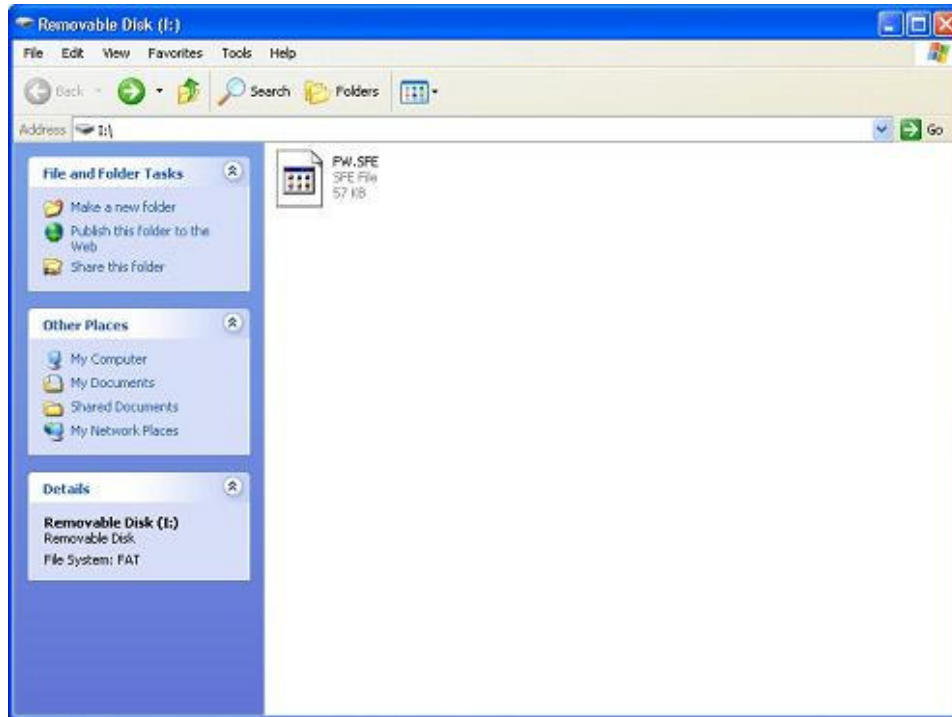 Removable Disk (I:)
File Edit View Favorites Tools Help
Back Search Folders
Address I:\ Go
File and Folder Tasks
Make a new folder
Publish this folder to the
Web
Share this folder
Other Places
My Computer
My Documents
Shared Documents
My Network Places
Details
Removable Disk (I:)
Removable Disk
File System: FAT
PW.SFE
SFE File
57 KB